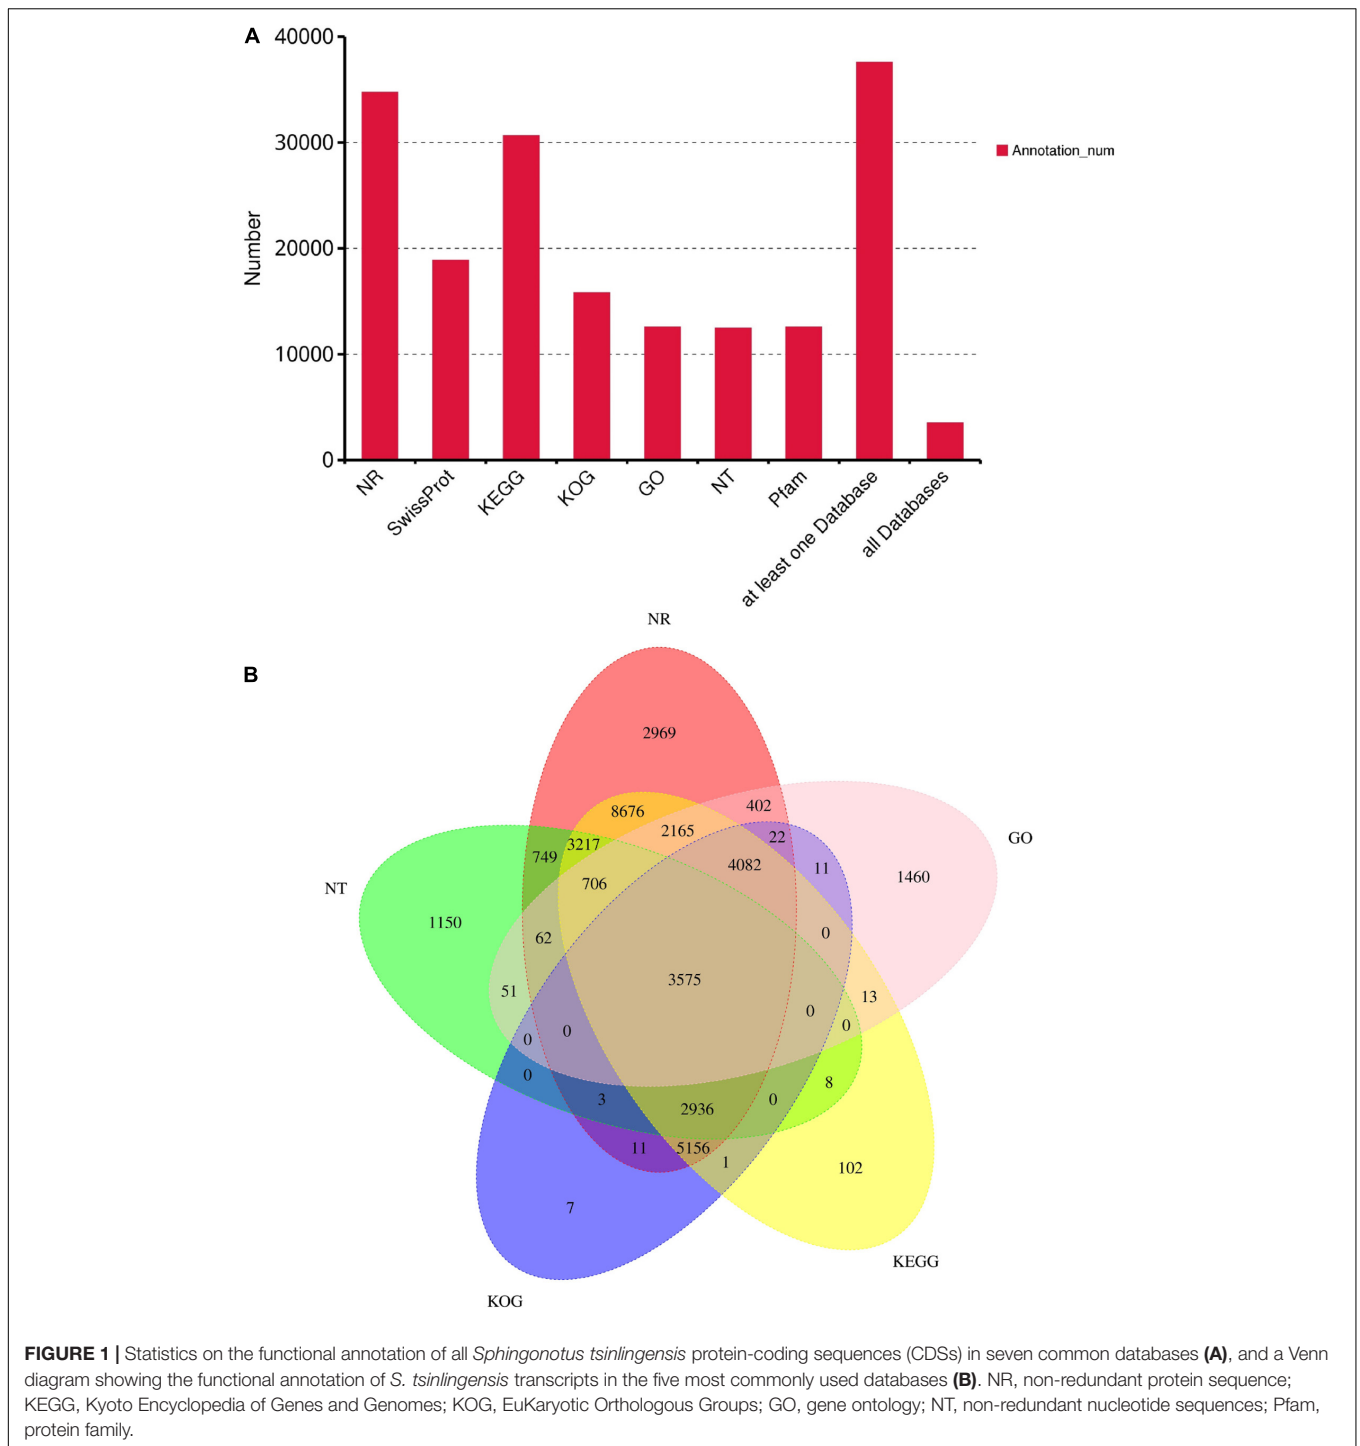 A
40000
30000
20000
10000
0
Number
Annotation_num
NR
SwissProt
KEGG
KOG
GO
NT
Pfam
at least one Database
all Databases
B
NR
2969
8676
402
2165
22
3217
749
4082
11
GO
706
1460
NT
1150
0
62
3575
51
13
0
0
0
0
0
8
3
2936
0
11
5156
1
102
7
KEGG
KOG
FIGURE 1 | Statistics on the functional annotation of all Sphingonotus tsinlingensis protein-coding sequences (CDSs) in seven common databases (A), and a Venn
diagram showing the functional annotation of S. tsinlingensis transcripts in the five most commonly used databases (B). NR, non-redundant protein sequence;
KEGG, Kyoto Encyclopedia of Genes and Genomes; KOG, EuKaryotic Orthologous Groups; GO, gene ontology; NT, non-redundant nucleotide sequences; Pfam,
protein family.